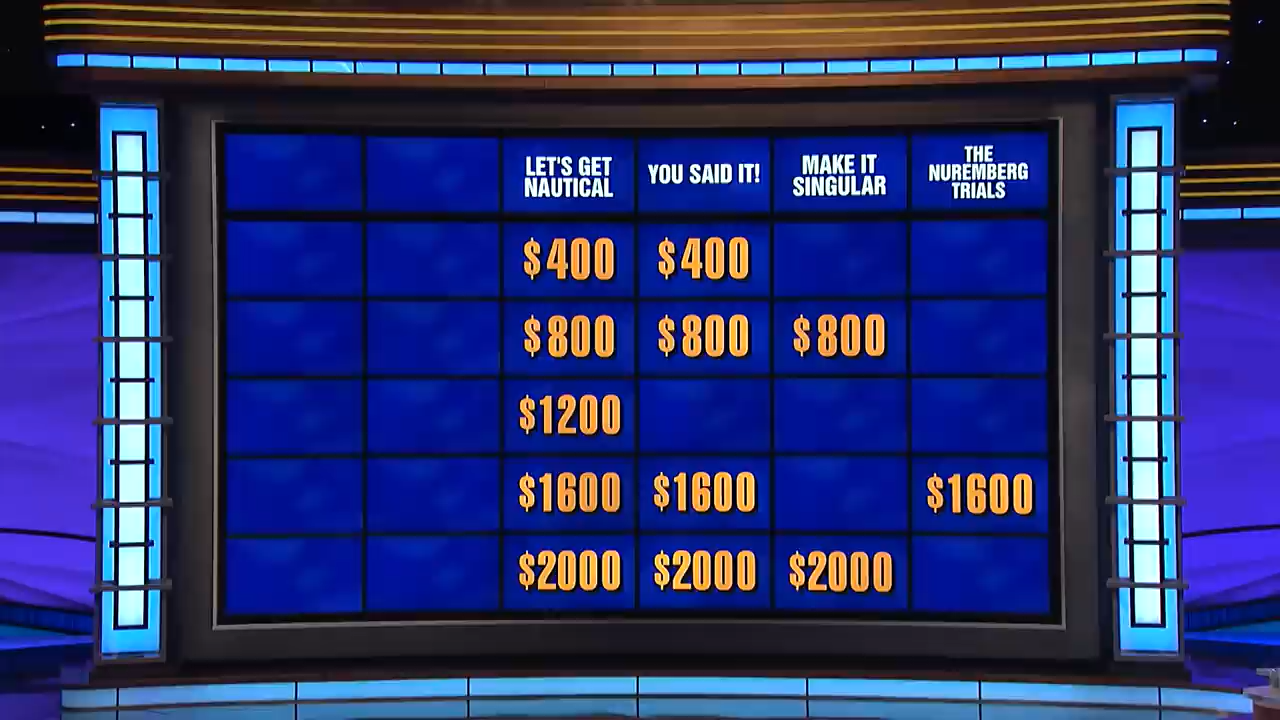 LET'S GET
NAUTICAL
YOU SAID IT!
MAKE IT
SINGULAR
THE
NUREMBERG
TRIALS
$400
$400
$800
$800
$800
$1200
$1600
$1600
$1600
$2000
$2000
$2000